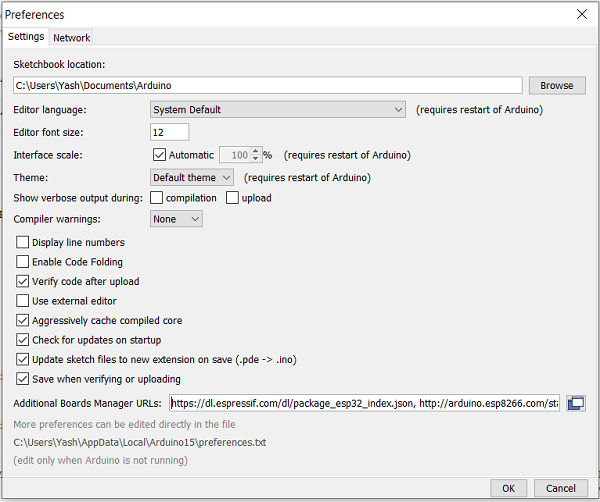 Preferences
Settings Network
Sketchbook location:
C:\Users\Yash\Documents\Arduino Browse
Editor language: System Default (requires restart of Arduino)
Editor font size: 12
Interface scale: Automatic 100 % (requires restart of Arduino)
Theme: Default theme (requires restart of Arduino)
Show verbose output during: compilation upload
Compiler warnings: None
Display line numbers
Enable Code Folding
Verify code after upload
Use external editor
Aggressively cache compiled core
Check for updates on startup
Update sketch files to new extension on save (.pde -> .ino)
Save when verifying or uploading
Additional Boards Manager URLs: https://dl.espressif.com/dl/package_esp32_index.json, http://arduino.esp8266.com/sta
More preferences can be edited directly in the file
C:\Users\Yash\AppData\Local\Arduino15\preferences.txt
(edit only when Arduino is not running)
OK Cancel